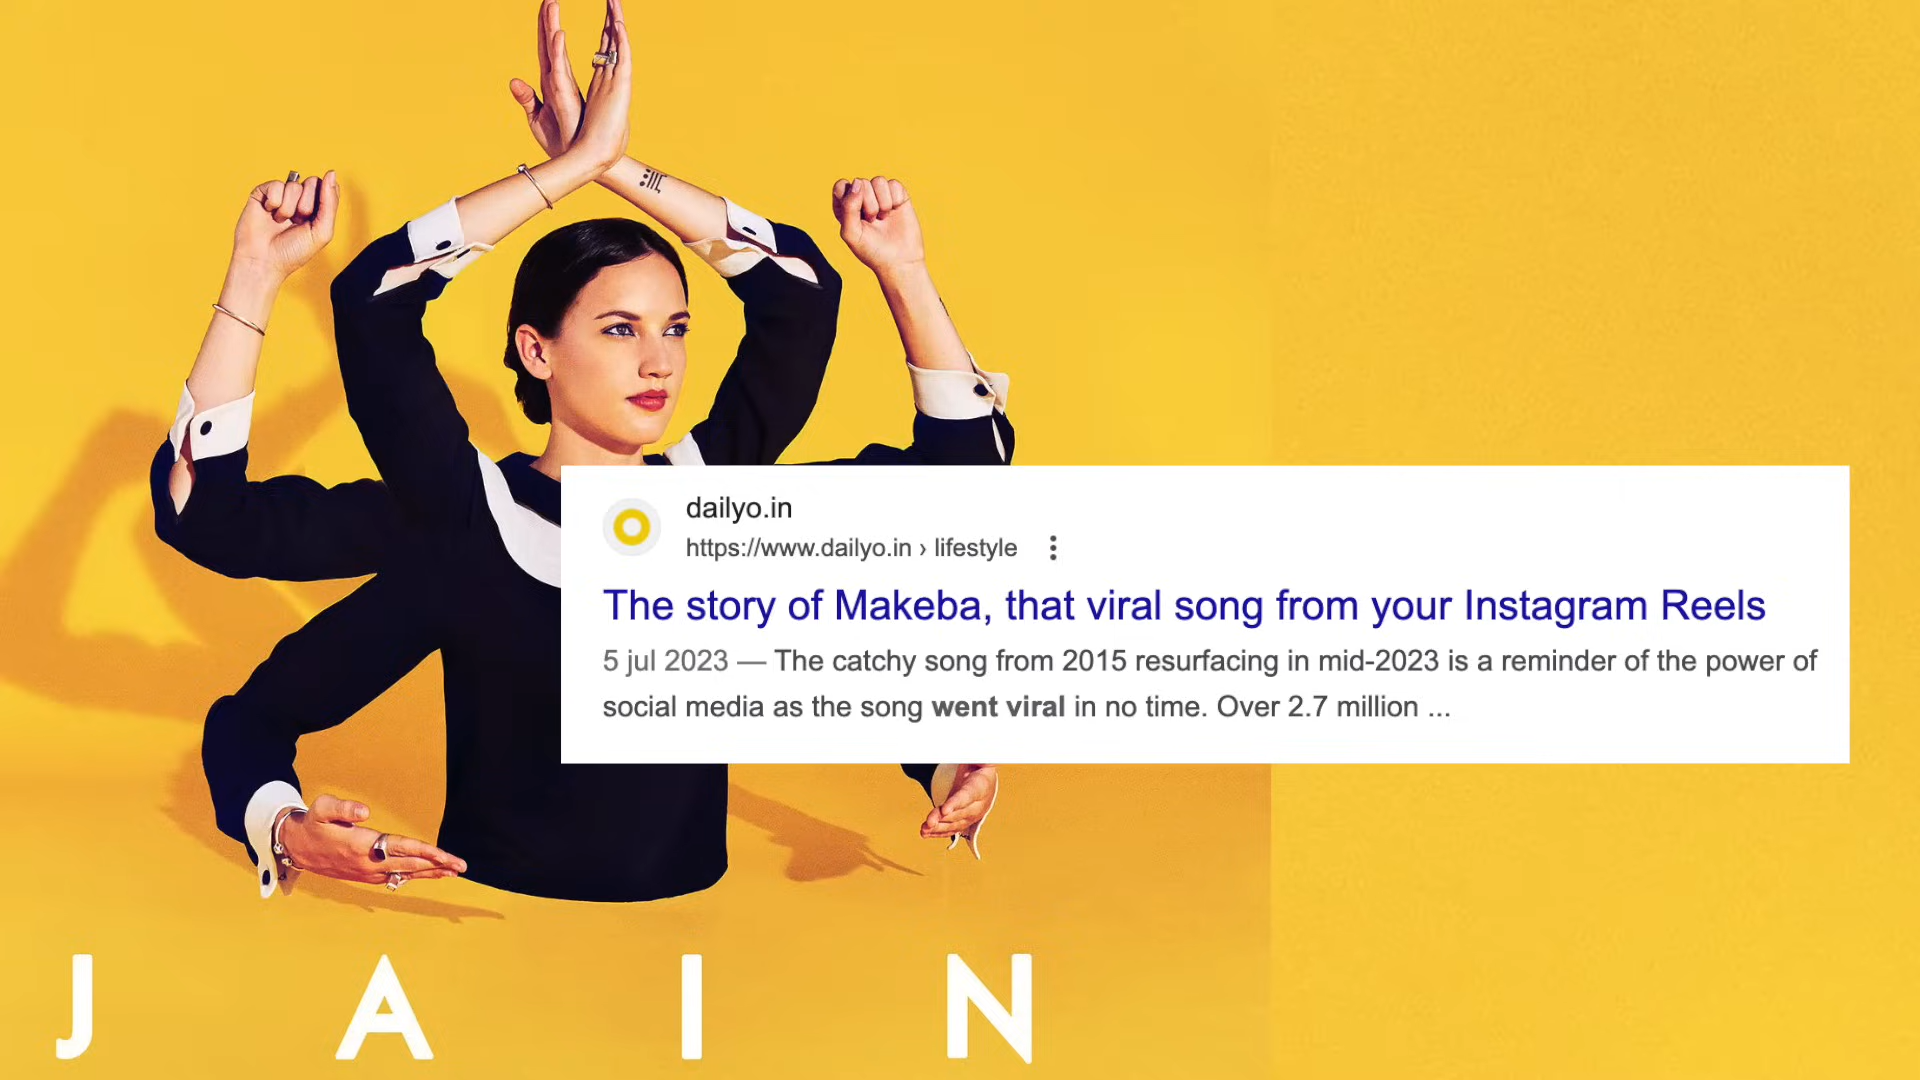 dailyo.in
https://www.dailyo.in › lifestyle
The story of Makeba, that viral song from your Instagram Reels
5 jul 2023 — The catchy song from 2015 resurfacing in mid-2023 is a reminder of the power of
social media as the song went viral in no time. Over 2.7 million ...
J A I N